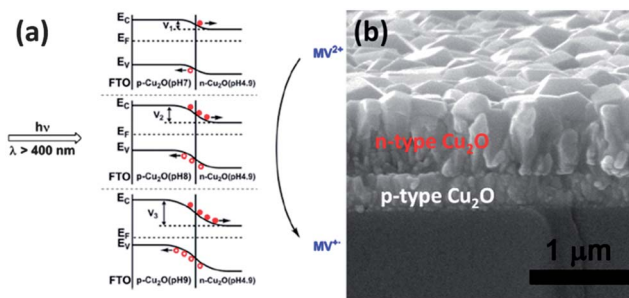 (a)
hν
λ > 400 nm
E_C
V₁
E_F
E_V
FTO p-Cu₂O(pH7) n-Cu₂O(pH4.9)
E_C
V₂
E_F
E_V
FTO p-Cu₂O(pH8) n-Cu₂O(pH4.9)
E_C
V₃
E_F
E_V
FTO p-Cu₂O(pH9) n-Cu₂O(pH4.9)
MV²⁺
MV⁺·
(b)
n-type Cu₂O
p-type Cu₂O
1 µm